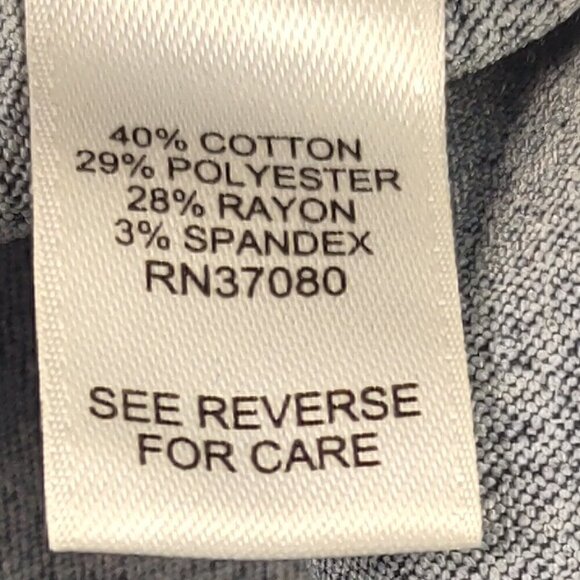 40% COTTON
29% POLYESTER
28% RAYON
3% SPANDEX
RN37080
SEE REVERSE
FOR CARE